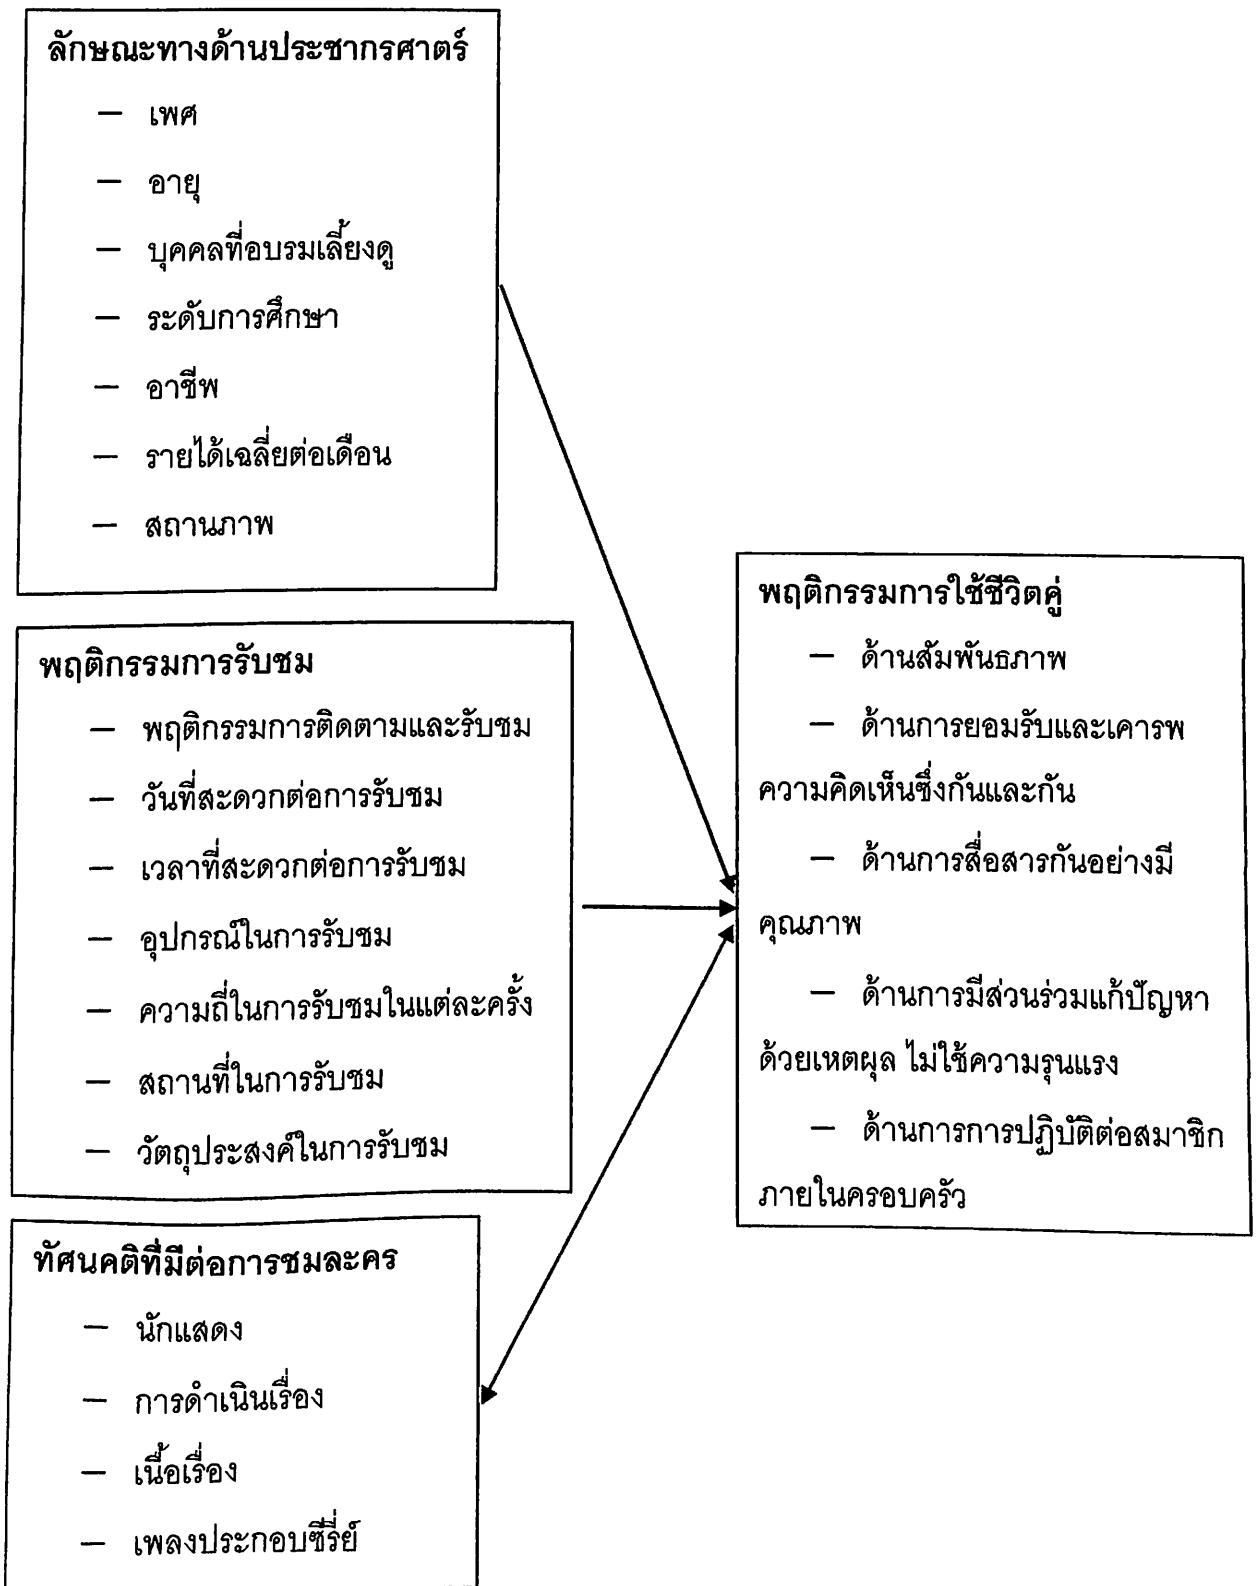 ลักษณะทางด้านประชากรศาตร์
— เพศ
— อายุ
— บุคคลที่อบรมเลี้ยงดู
— ระดับการศึกษา
— อาชีพ
— รายได้เฉลี่ยต่อเดือน
— สถานภาพ
พฤติกรรมการรับชม
— พฤติกรรมการติดตามและรับชม
— วันที่สะดวกต่อการรับชม
— เวลาที่สะดวกต่อการรับชม
— อุปกรณ์ในการรับชม
— ความถี่ในการรับชมในแต่ละครั้ง
— สถานที่ในการรับชม
— วัตถุประสงค์ในการรับชม
ทัศนคติที่มีต่อการชมละคร
— นักแสดง
— การดำเนินเรื่อง
— เนื้อเรื่อง
— เพลงประกอบซีรี่ย์
พฤติกรรมการใช้ชีวิตคู่
— ด้านสัมพันธภาพ
— ด้านการยอมรับและเคารพ
ความคิดเห็นซึ่งกันและกัน
— ด้านการสื่อสารกันอย่างมี
คุณภาพ
— ด้านการมีส่วนร่วมแก้ปัญหา
ด้วยเหตุผล ไม่ใช้ความรุนแรง
— ด้านการการปฏิบัติต่อสมาชิก
ภายในครอบครัว